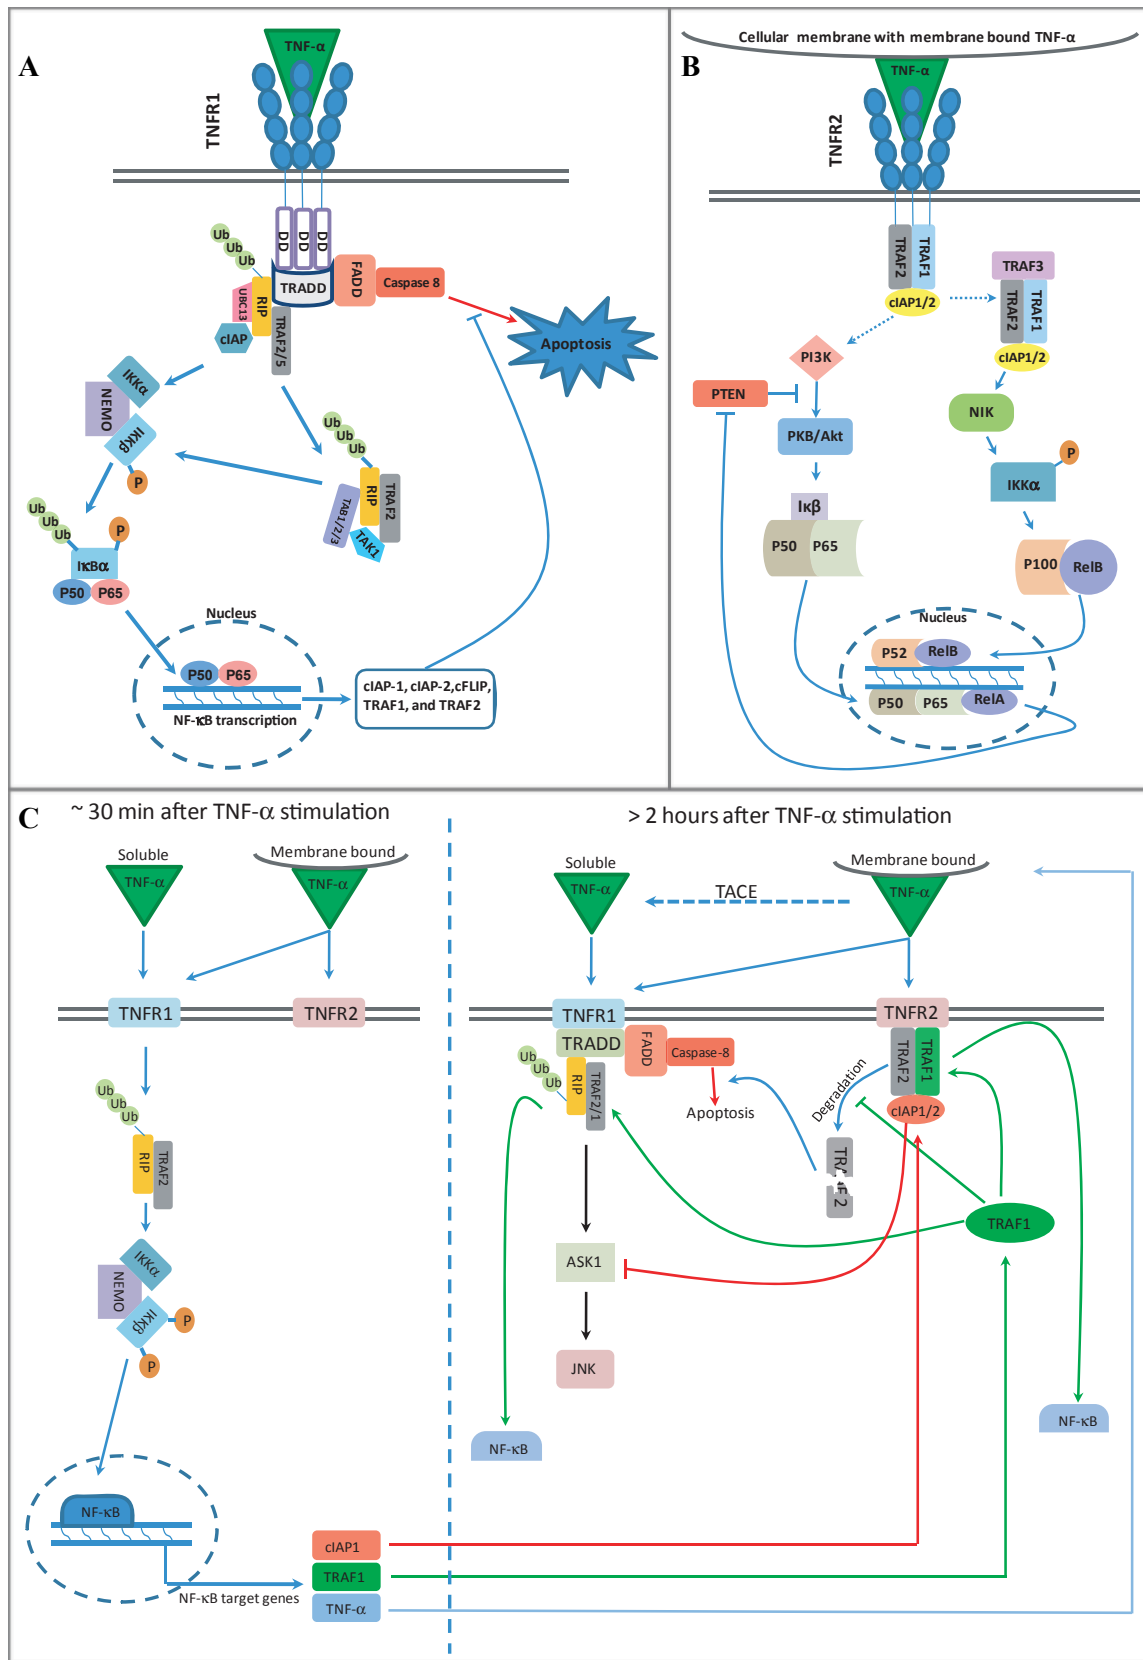 A
TNF-α
TNFR1
DD
DD
DD
Ub
Ub
Ub
UBC13
RIP
TRADD
FADD
Caspase 8
cIAP
TRAF2/5
Apoptosis
IKKα
NEMO
IKKβ
P
Ub
Ub
Ub
RIP
TRAF2
TAB1/2/3
TAK1
Ub
Ub
Ub
P
IκBα
P50
P65
Nucleus
P50
P65
NF-κB transcription
cIAP-1, cIAP-2,cFLIP,
TRAF1, and TRAF2
B
Cellular membrane with membrane bound TNF-α
TNF-α
TNFR2
TRAF2
TRAF1
cIAP1/2
TRAF3
TRAF2
TRAF1
cIAP1/2
PI3K
PTEN
PKB/Akt
NIK
P
IKKα
Iκβ
P50
P65
P100
RelB
Nucleus
P52
RelB
P50
P65
RelA
C
~ 30 min after TNF-α stimulation
Soluble
TNF-α
Membrane bound
TNF-α
TNFR1
TNFR2
Ub
Ub
Ub
RIP
TRAF2
IKKα
NEMO
IKKβ
P
P
NF-κB
NF-κB target genes
cIAP1
TRAF1
TNF-α
> 2 hours after TNF-α stimulation
Soluble
TNF-α
TACE
Membrane bound
TNF-α
TNFR1
TNFR2
TRADD
FADD
Caspase-8
Ub
Ub
Ub
RIP
TRAF2/1
Apoptosis
TRAF2
TRAF1
cIAP1/2
Degradation
TRAF2
TRAF1
ASK1
JNK
NF-κB
NF-κB